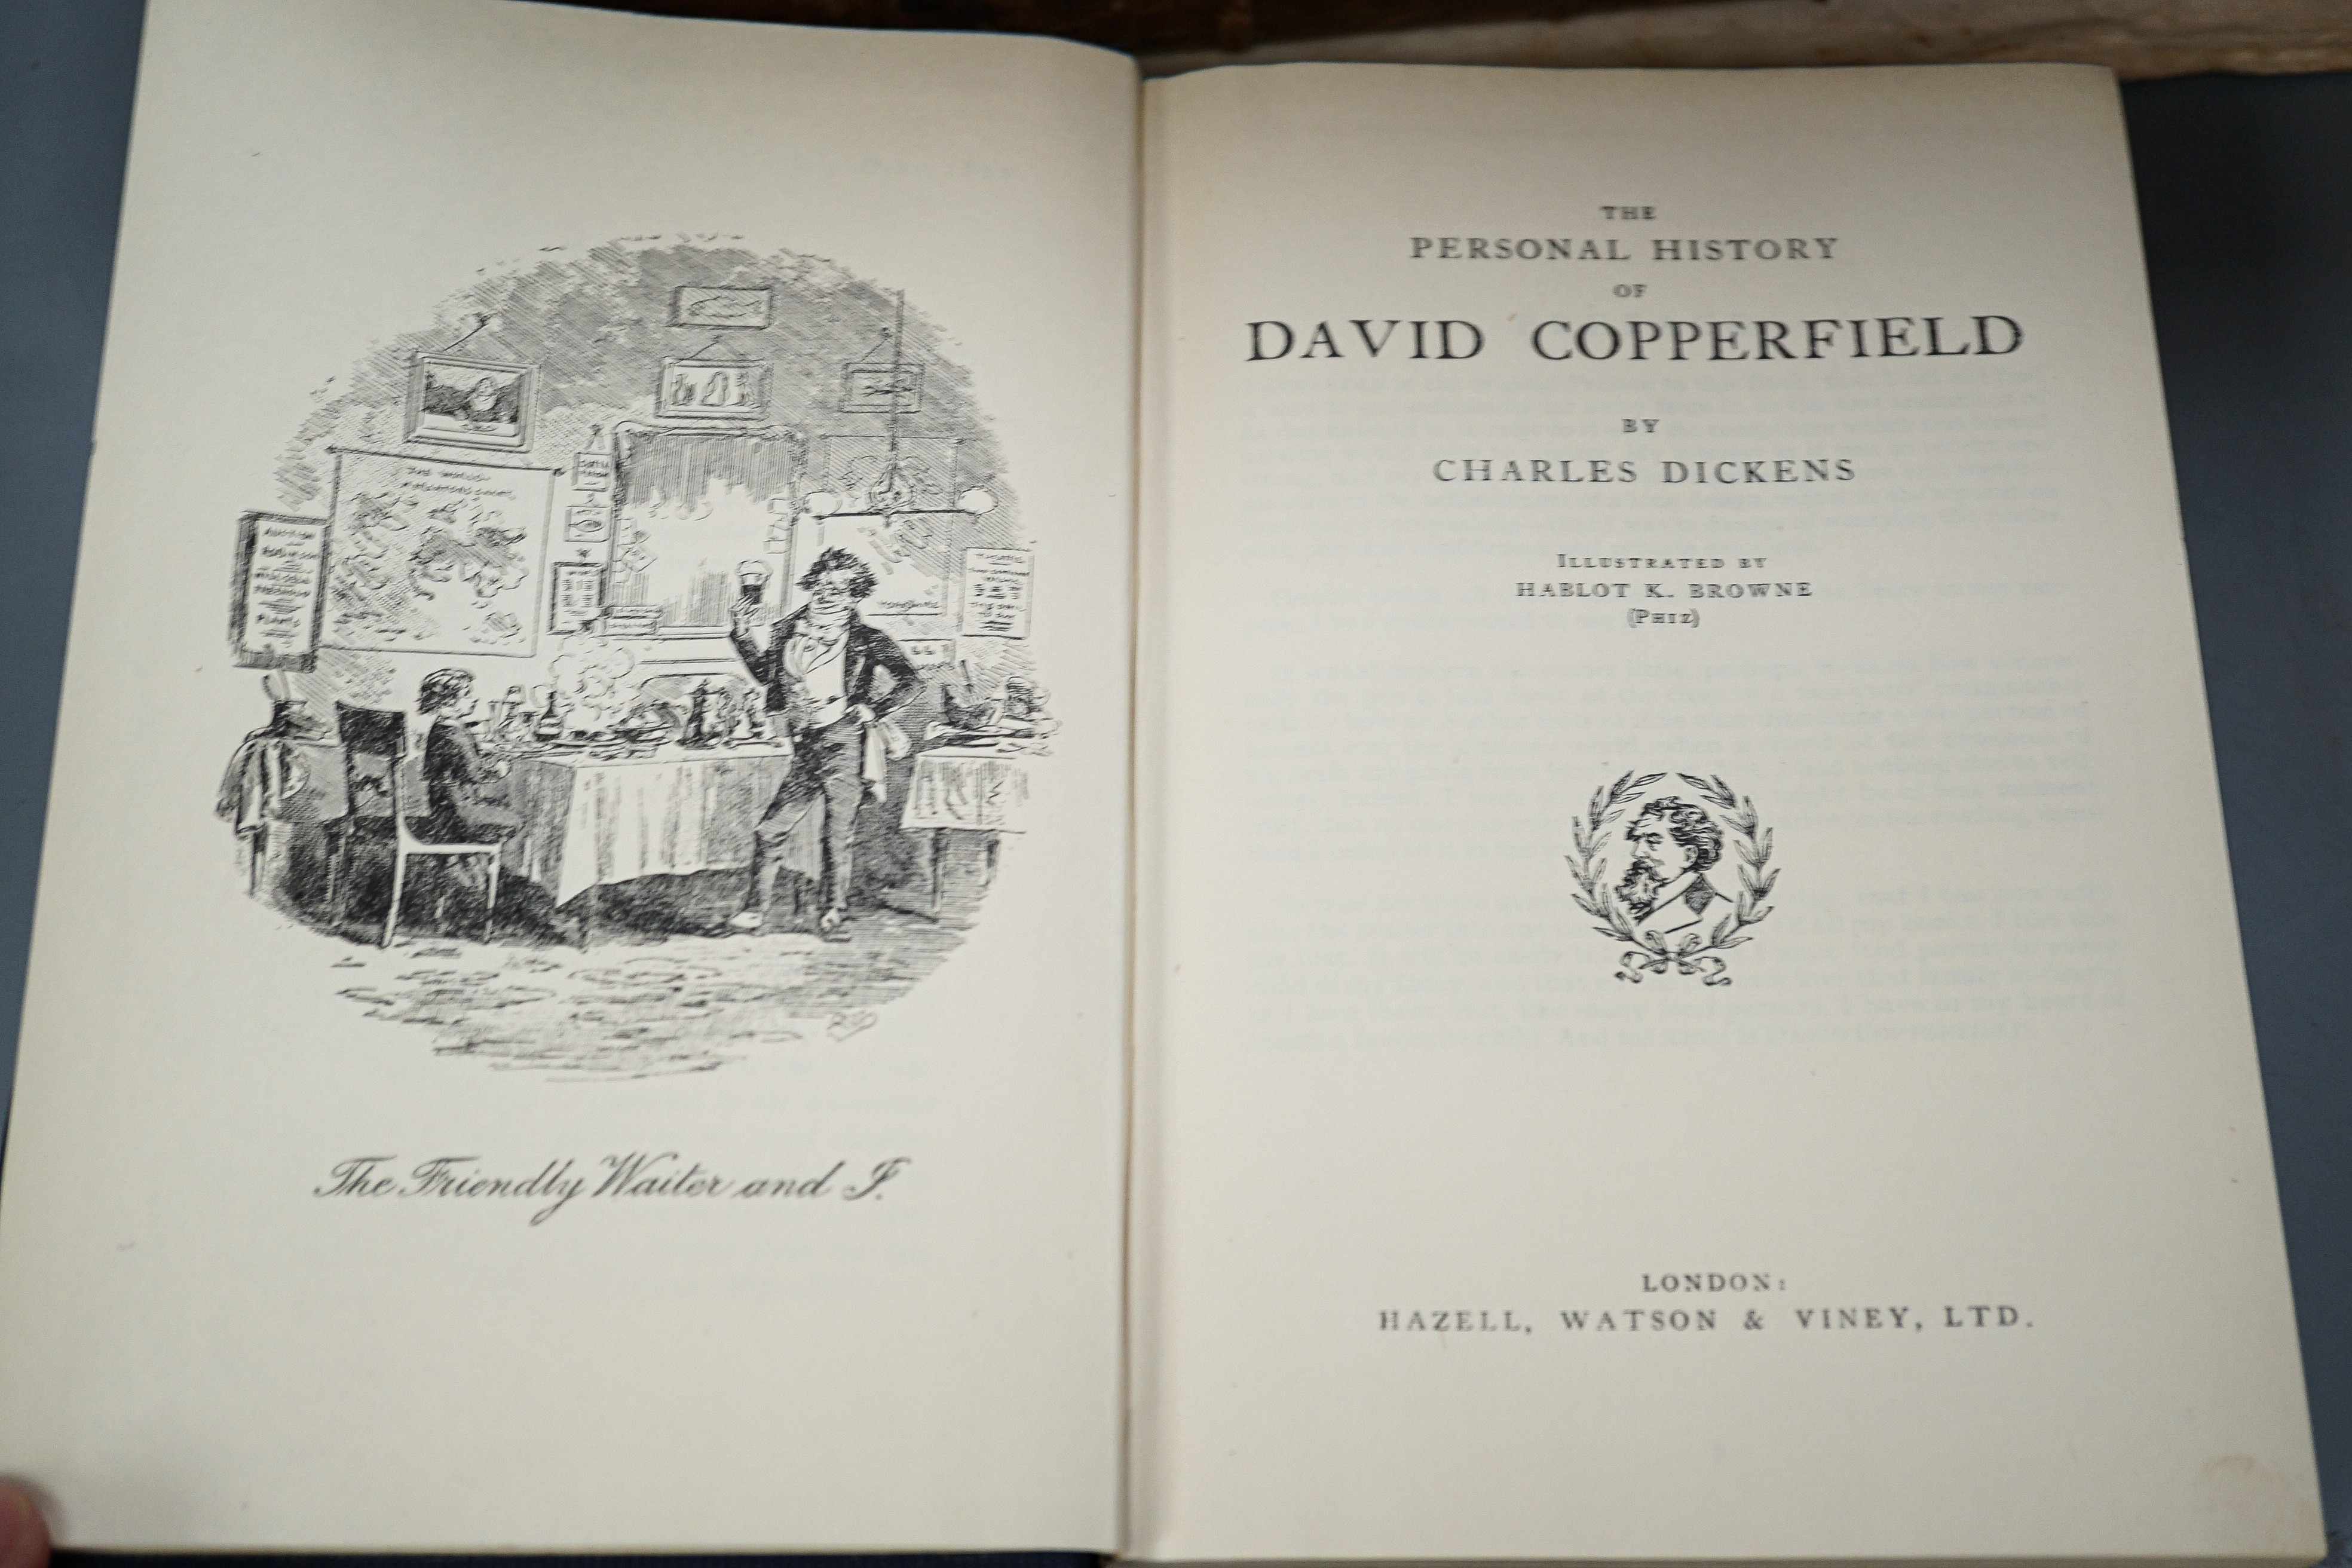 The Friendly Waiter and I.
THE
PERSONAL HISTORY
OF
DAVID COPPERFIELD
BY
CHARLES DICKENS
ILLUSTRATED BY
HABLOT K. BROWNE
(PHIZ)
LONDON:
HAZELL, WATSON & VINEY, LTD.